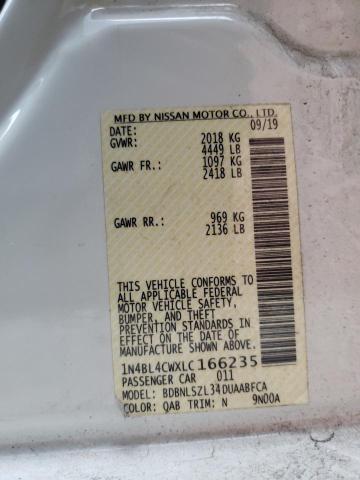 MFD BY NISSAN MOTOR CO., LTD.
DATE: 09/19
GVWR: 2018 KG
4449 LB
GAWR FR.: 1097 KG
2418 LB
GAWR RR.: 969 KG
2136 LB
THIS VEHICLE CONFORMS TO
ALL APPLICABLE FEDERAL
MOTOR VEHICLE SAFETY,
BUMPER, AND THEFT
PREVENTION STANDARDS IN
EFFECT ON THE DATE OF
MANUFACTURE SHOWN ABOVE.
1N4BL4CWXLC166235
PASSENGER CAR 011
MODEL: BDBNLSZL34DUAABFCA
COLOR: QAB TRIM: N 9N00A